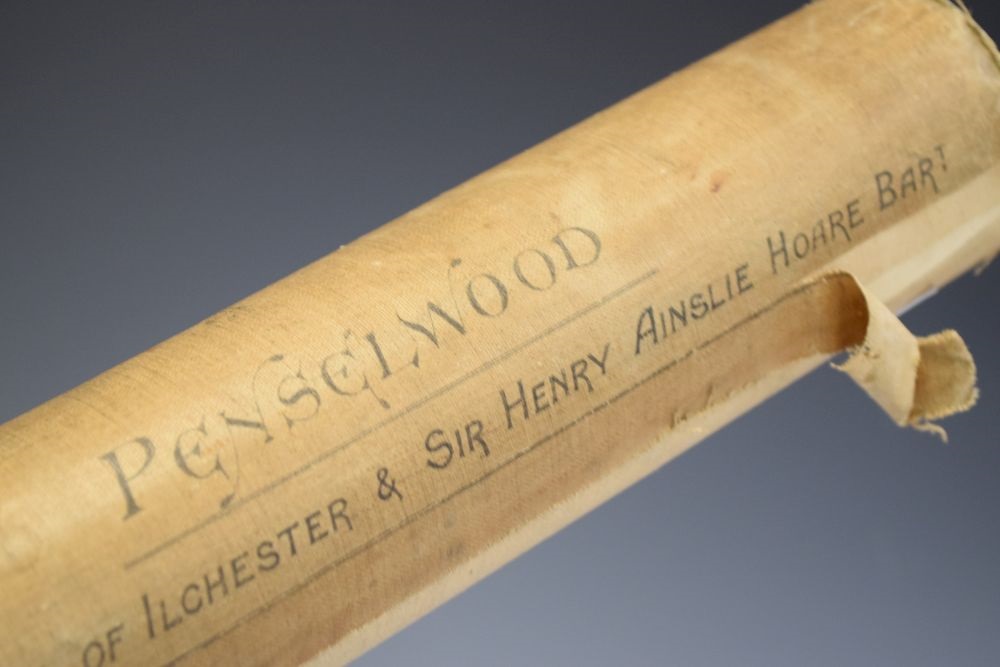 PENSELWOOD
OF ILCHESTER & SIR HENRY AINSLIE HOARE BART